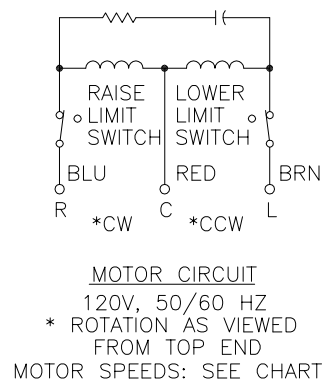 RAISE LOWER
LIMIT LIMIT
SWITCH SWITCH
BLU RED BRN
R C L
*CW *CCW
MOTOR CIRCUIT
120V, 50/60 HZ
* ROTATION AS VIEWED
FROM TOP END
MOTOR SPEEDS: SEE CHART